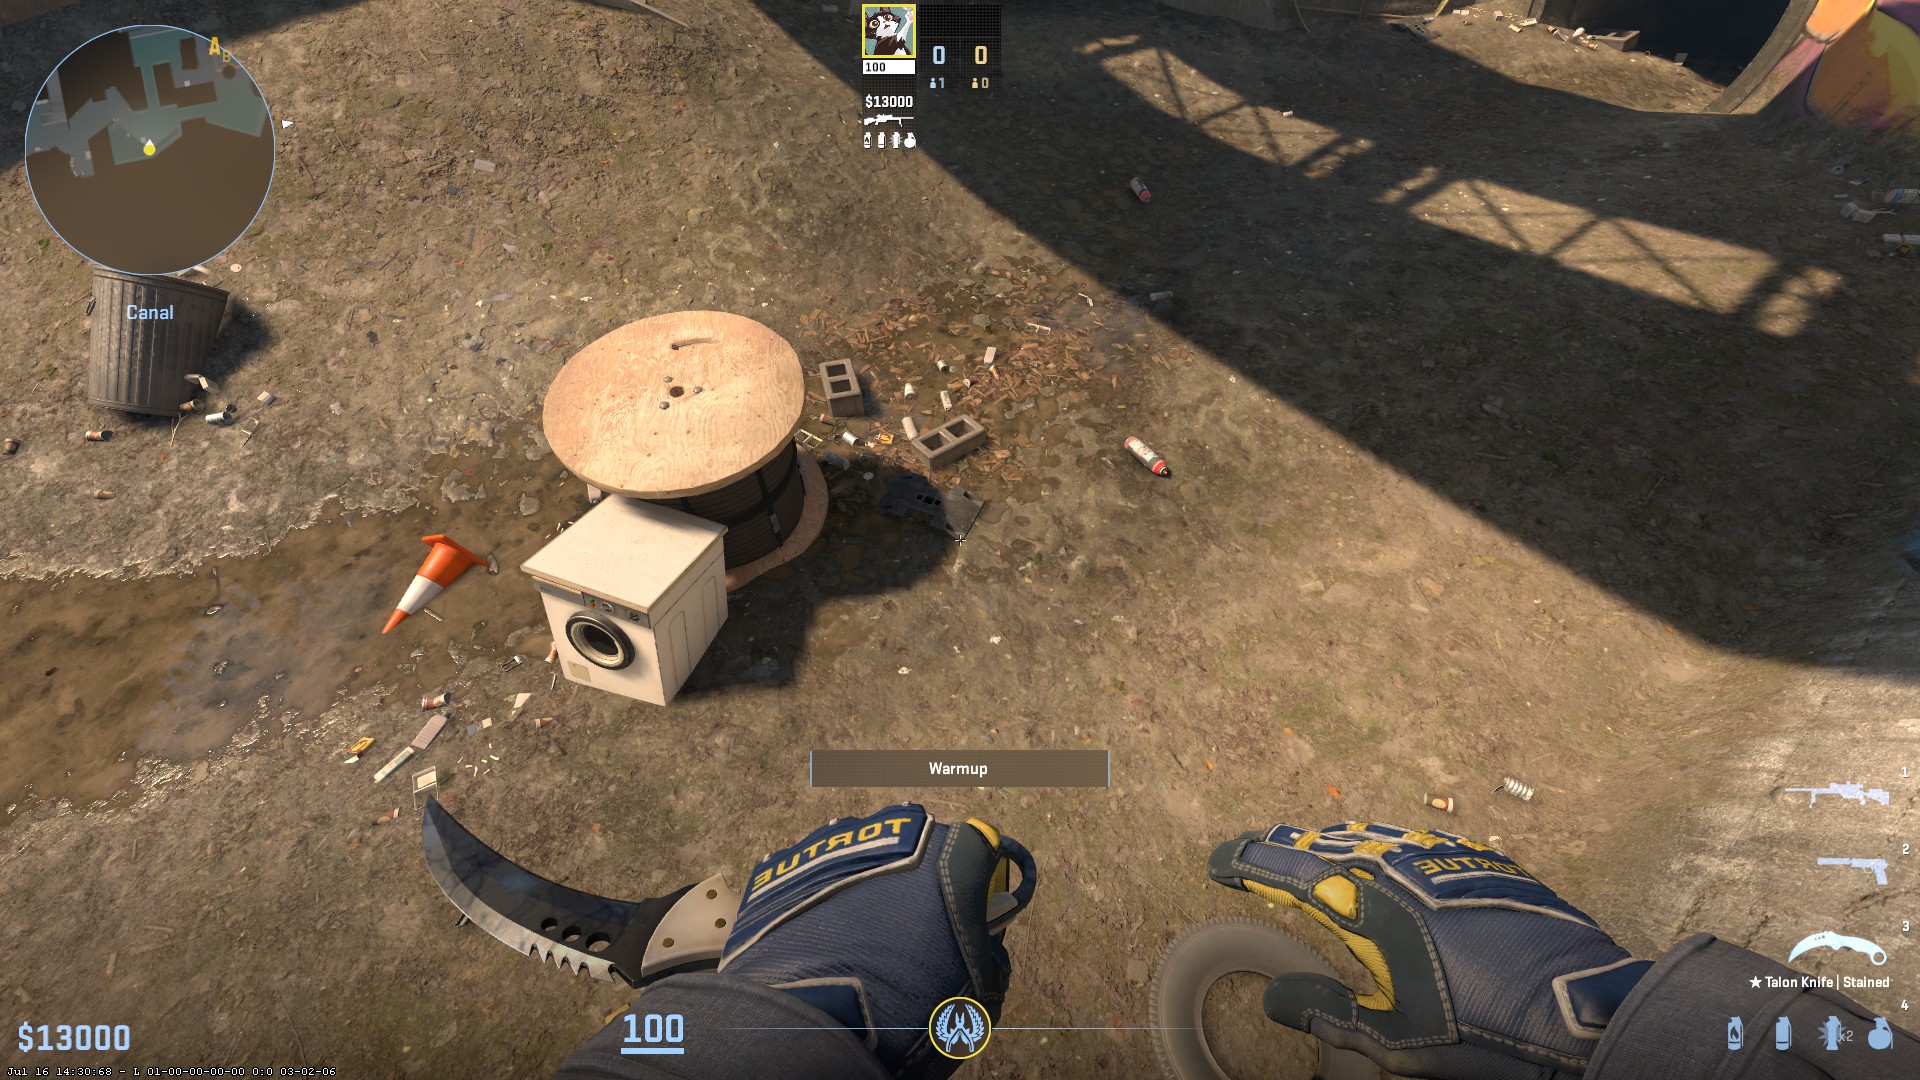 A
B
100
0 0
1 0
$13000
Canal
Warmup
TORTUE
TORTUE
1
2
3
★ Talon Knife | Stained
4
x2
$13000
100
Jul 16 14:30:68 - L 01-00-00-00-00 0:0 03-02-06